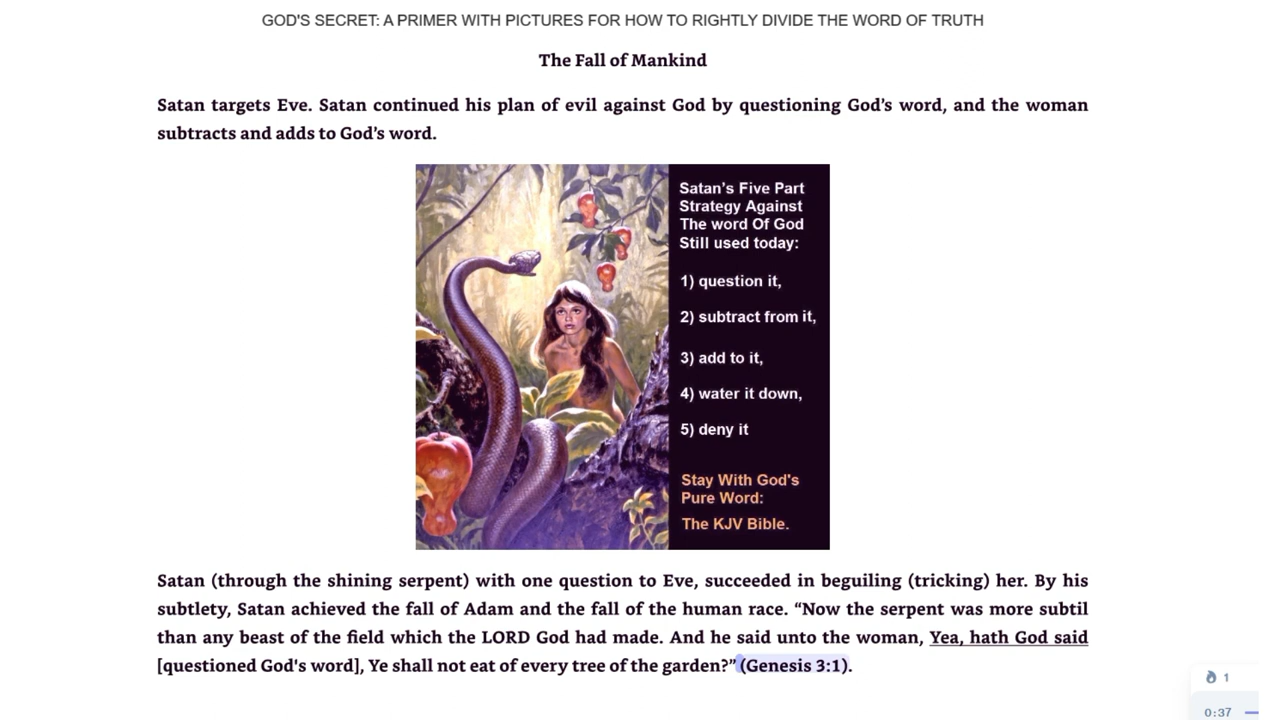 GOD'S SECRET: A PRIMER WITH PICTURES FOR HOW TO RIGHTLY DIVIDE THE WORD OF TRUTH
The Fall of Mankind
Satan targets Eve. Satan continued his plan of evil against God by questioning God’s word, and the woman
subtracts and adds to God’s word.
Satan’s Five Part
Strategy Against
The word Of God
Still used today:
1) question it,
2) subtract from it,
3) add to it,
4) water it down,
5) deny it
Stay With God's
Pure Word:
The KJV Bible.
Satan (through the shining serpent) with one question to Eve, succeeded in beguiling (tricking) her. By his
subtlety, Satan achieved the fall of Adam and the fall of the human race. “Now the serpent was more subtil
than any beast of the field which the LORD God had made. And he said unto the woman, Yea, hath God said
[questioned God's word], Ye shall not eat of every tree of the garden?” (Genesis 3:1).
1
0:37